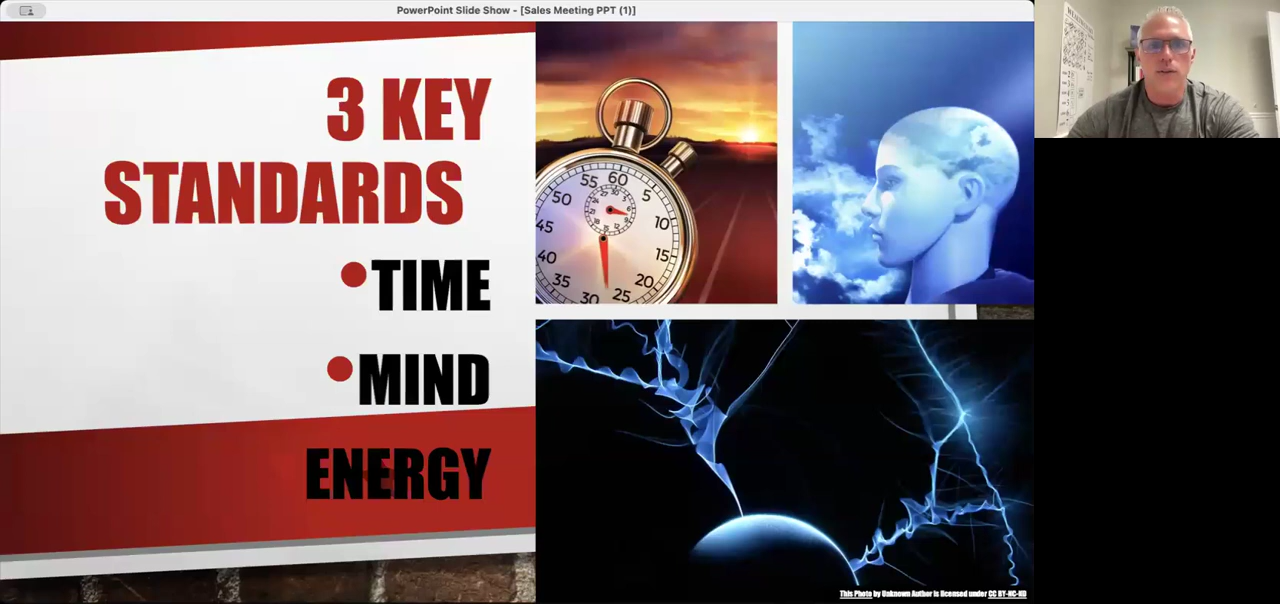 PowerPoint Slide Show - [Sales Meeting PPT (1)]
3 KEY
STANDARDS
•TIME
•MIND
ENERGY
55 60 5
50 10
45 15
40 20
35 30 25
This Photo by Unknown Author is licensed under CC BY-NC-ND